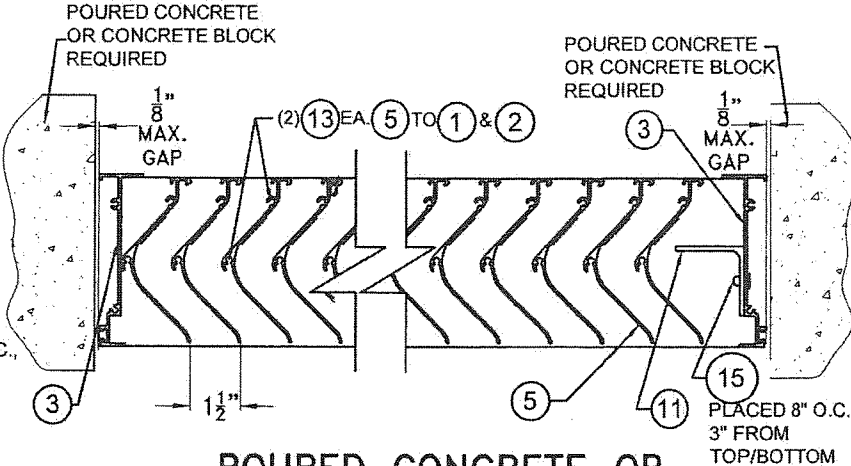 POURED CONCRETE
OR CONCRETE BLOCK
REQUIRED
POURED CONCRETE
OR CONCRETE BLOCK
REQUIRED
1/8"
MAX.
GAP
(2) 13 EA. 5 TO 1 & 2
3
1/8"
MAX.
GAP
C.,
3
1 1/2"
5
11
15
PLACED 8" O.C.
3" FROM
TOP/BOTTOM
POURED CONCRETE OR